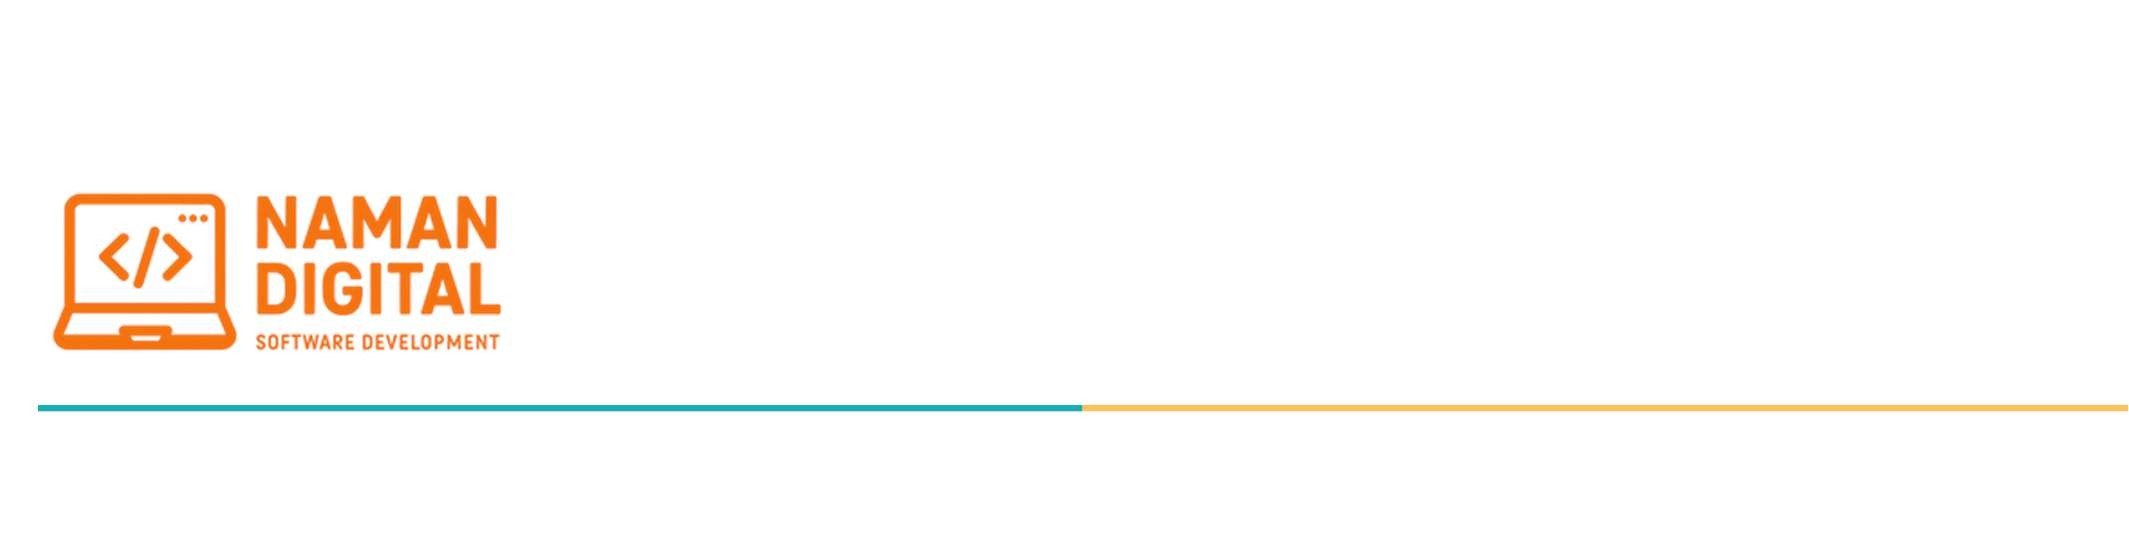 </>
NAMAN
DIGITAL
SOFTWARE DEVELOPMENT